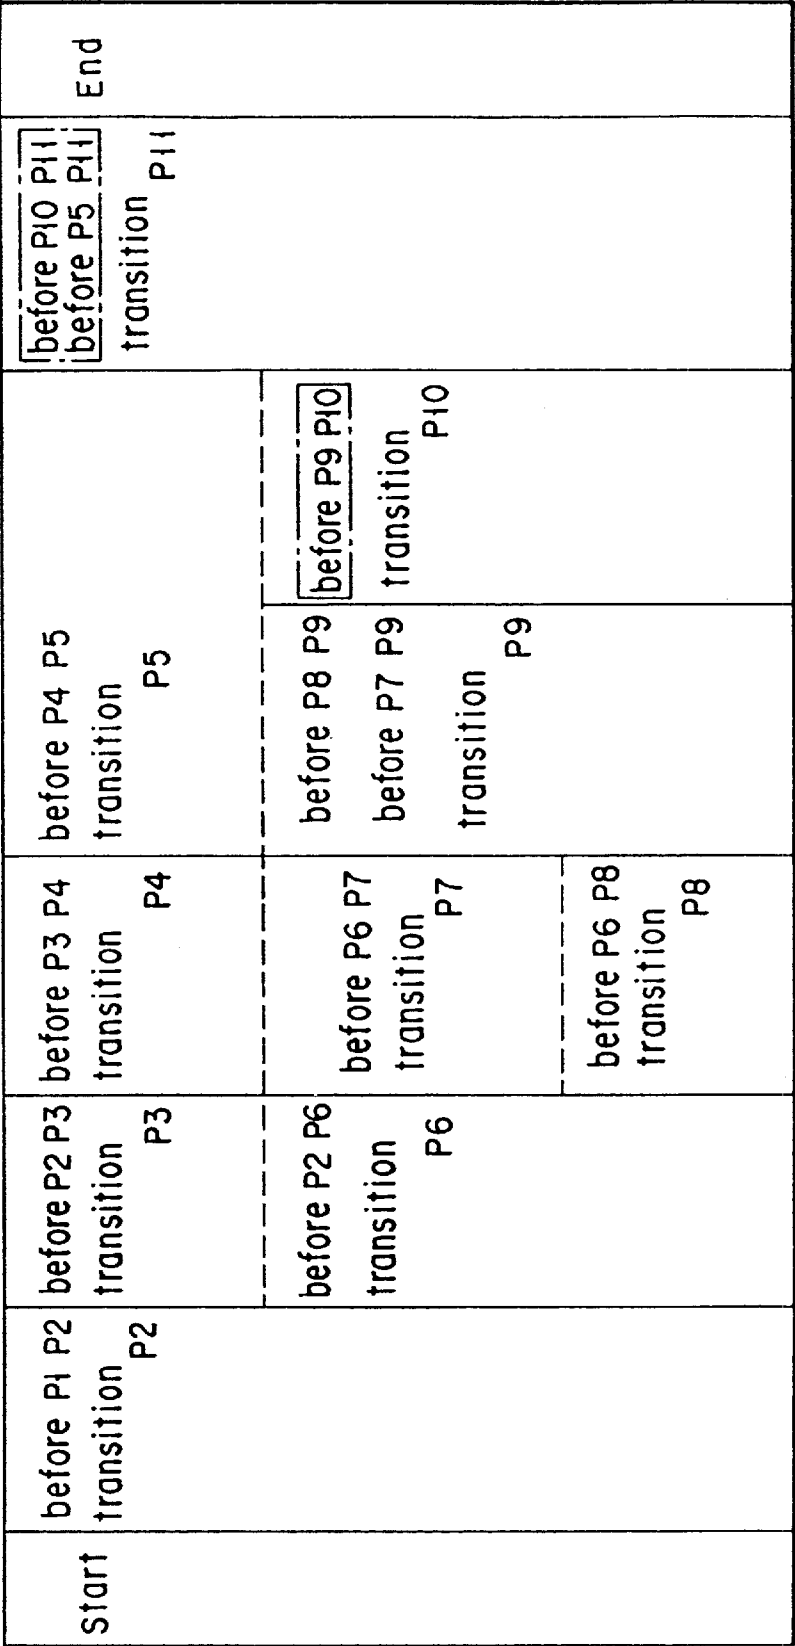 Start
before P1 P2
transition
P2
before P2 P3
transition
P3
before P2 P6
transition
P6
before P3 P4
transition
P4
before P6 P7
transition
P7
before P6 P8
transition
P8
before P4 P5
transition
P5
before P8 P9
before P7 P9
transition
P9
before P9 P10
transition
P10
before P10 P11
before P5 P11
transition
P11
End